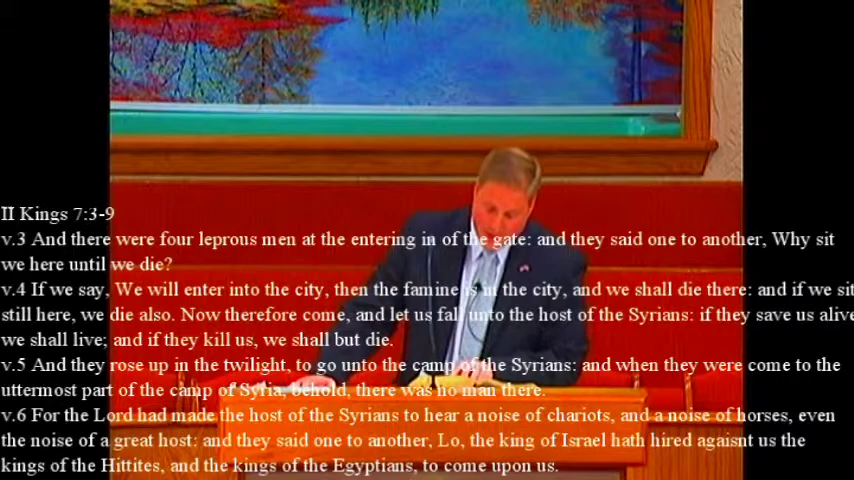 II Kings 7:3-9
v.3 And there were four leprous men at the entering in of the gate: and they said one to another, Why sit
we here until we die?
v.4 If we say, We will enter into the city, then the famine is in the city, and we shall die there: and if we sit
still here, we die also. Now therefore come, and let us fall unto the host of the Syrians: if they save us alive
we shall live; and if they kill us, we shall but die.
v.5 And they rose up in the twilight, to go unto the camp of the Syrians: and when they were come to the
uttermost part of the camp of Syria, behold, there was no man there.
v.6 For the Lord had made the host of the Syrians to hear a noise of chariots, and a noise of horses, even
the noise of a great host: and they said one to another, Lo, the king of Israel hath hired agaisnt us the
kings of the Hittites, and the kings of the Egyptians, to come upon us.